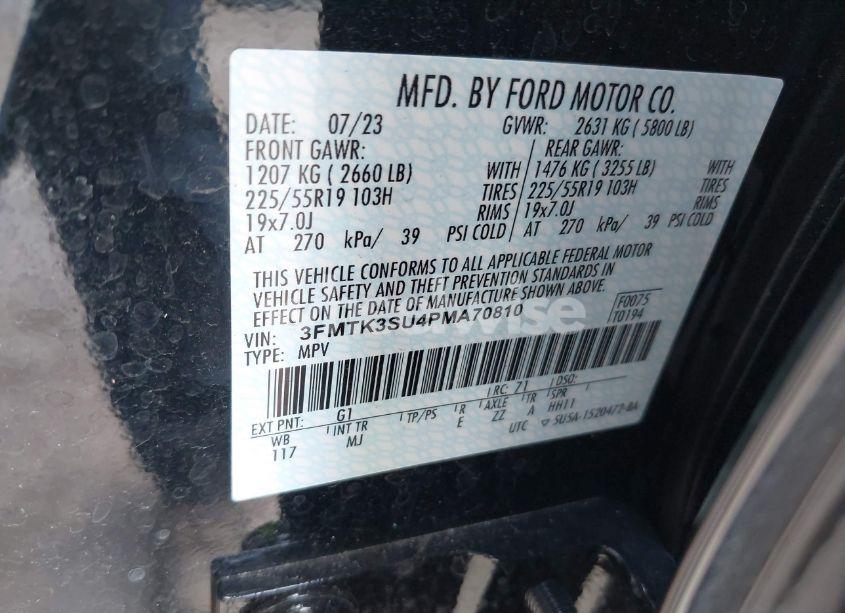 MFD. BY FORD MOTOR CO.
DATE: 07/23 GVWR: 2631 KG ( 5800 LB)
FRONT GAWR: REAR GAWR:
1207 KG ( 2660 LB) WITH 1476 KG ( 3255 LB) WITH
225/55R19 103H TIRES 225/55R19 103H TIRES
19x7.0J RIMS 19x7.0J RIMS
AT 270 kPa/ 39 PSI COLD AT 270 kPa/ 39 PSI COLD
THIS VEHICLE CONFORMS TO ALL APPLICABLE FEDERAL MOTOR
VEHICLE SAFETY AND THEFT PREVENTION STANDARDS IN
EFFECT ON THE DATE OF MANUFACTURE SHOWN ABOVE.
VIN: 3FMTK3SU4PMA70810
F0075
T0194
TYPE: MPV
RC: 71 DSO:
EXT PNT: G1
WB INT TR TP/PS R AXLE TR SPR
117 MJ E ZZ A HH11
UTC